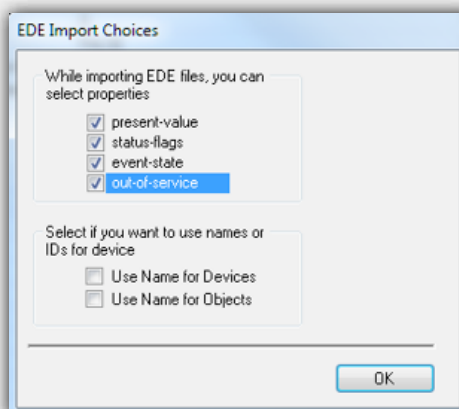 EDE Import Choices
While importing EDE files, you can
select properties
present-value
status-flags
event-state
out-of-service
Select if you want to use names or
IDs for device
Use Name for Devices
Use Name for Objects
OK